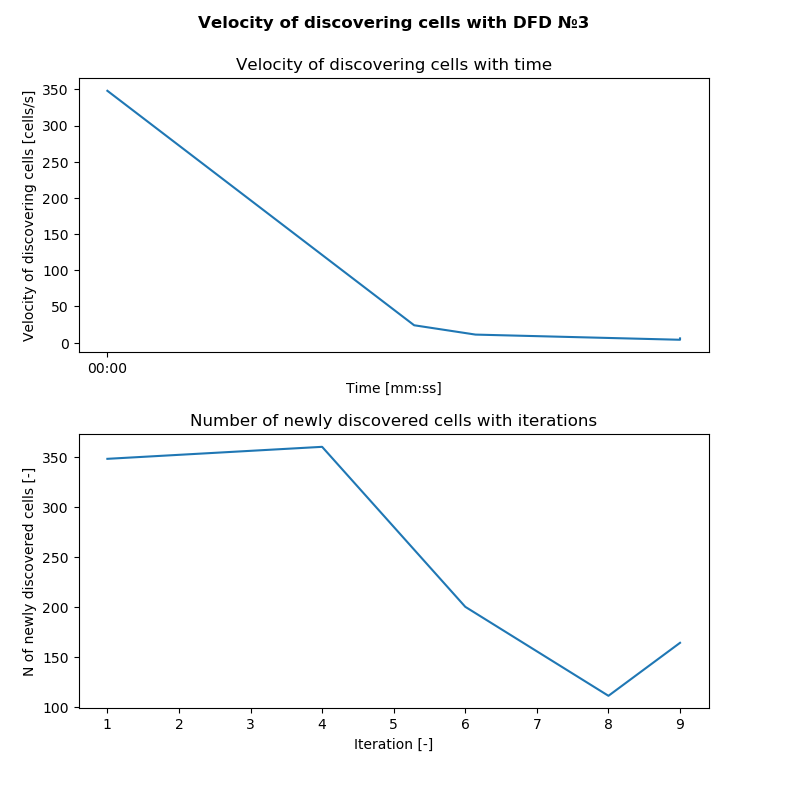 Velocity of discovering cells with DFD №3
Velocity of discovering cells with time
Velocity of discovering cells [cells/s]
350
300
250
200
150
100
50
0
00:00
Time [mm:ss]
Number of newly discovered cells with iterations
N of newly discovered cells [-]
350
300
250
200
150
100
1 2 3 4 5 6 7 8 9
Iteration [-]